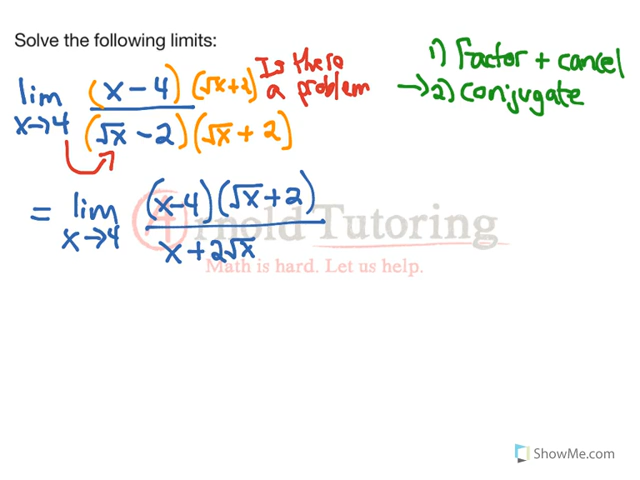 Solve the following limits:
lim x→4 (x - 4) (√x + 2) / (√x - 2) (√x + 2)
Is there
a problem
1) Factor + cancel
→ 2) conjugate
= lim x→4 (x-4) (√x + 2) / x + 2√x
Arnold Tutoring
Math is hard. Let us help.
ShowMe.com